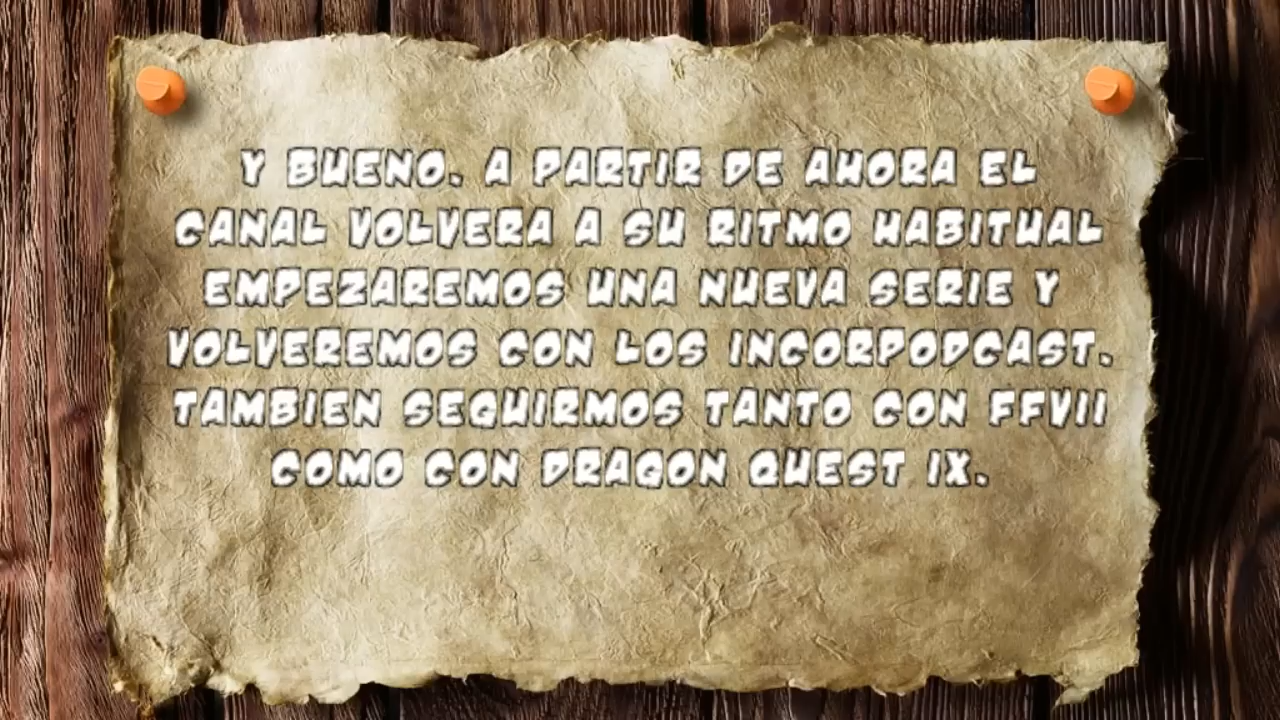 Y BUENO. A PARTIR DE AHORA EL
CANAL VOLVERA A SU RITMO HABITUAL
EMPEZAREMOS UNA NUEVA SERIE Y
VOLVEREMOS CON LOS INCORPODCAST.
TAMBIEN SEGUIRMOS TANTO CON FFVII
COMO CON DRAGON QUEST IX.